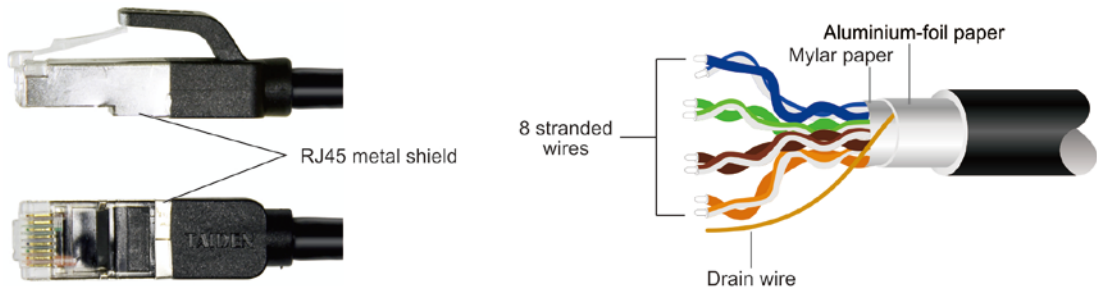 RJ45 metal shield
TAIDEN
8 stranded
wires
Aluminium-foil paper
Mylar paper
Drain wire